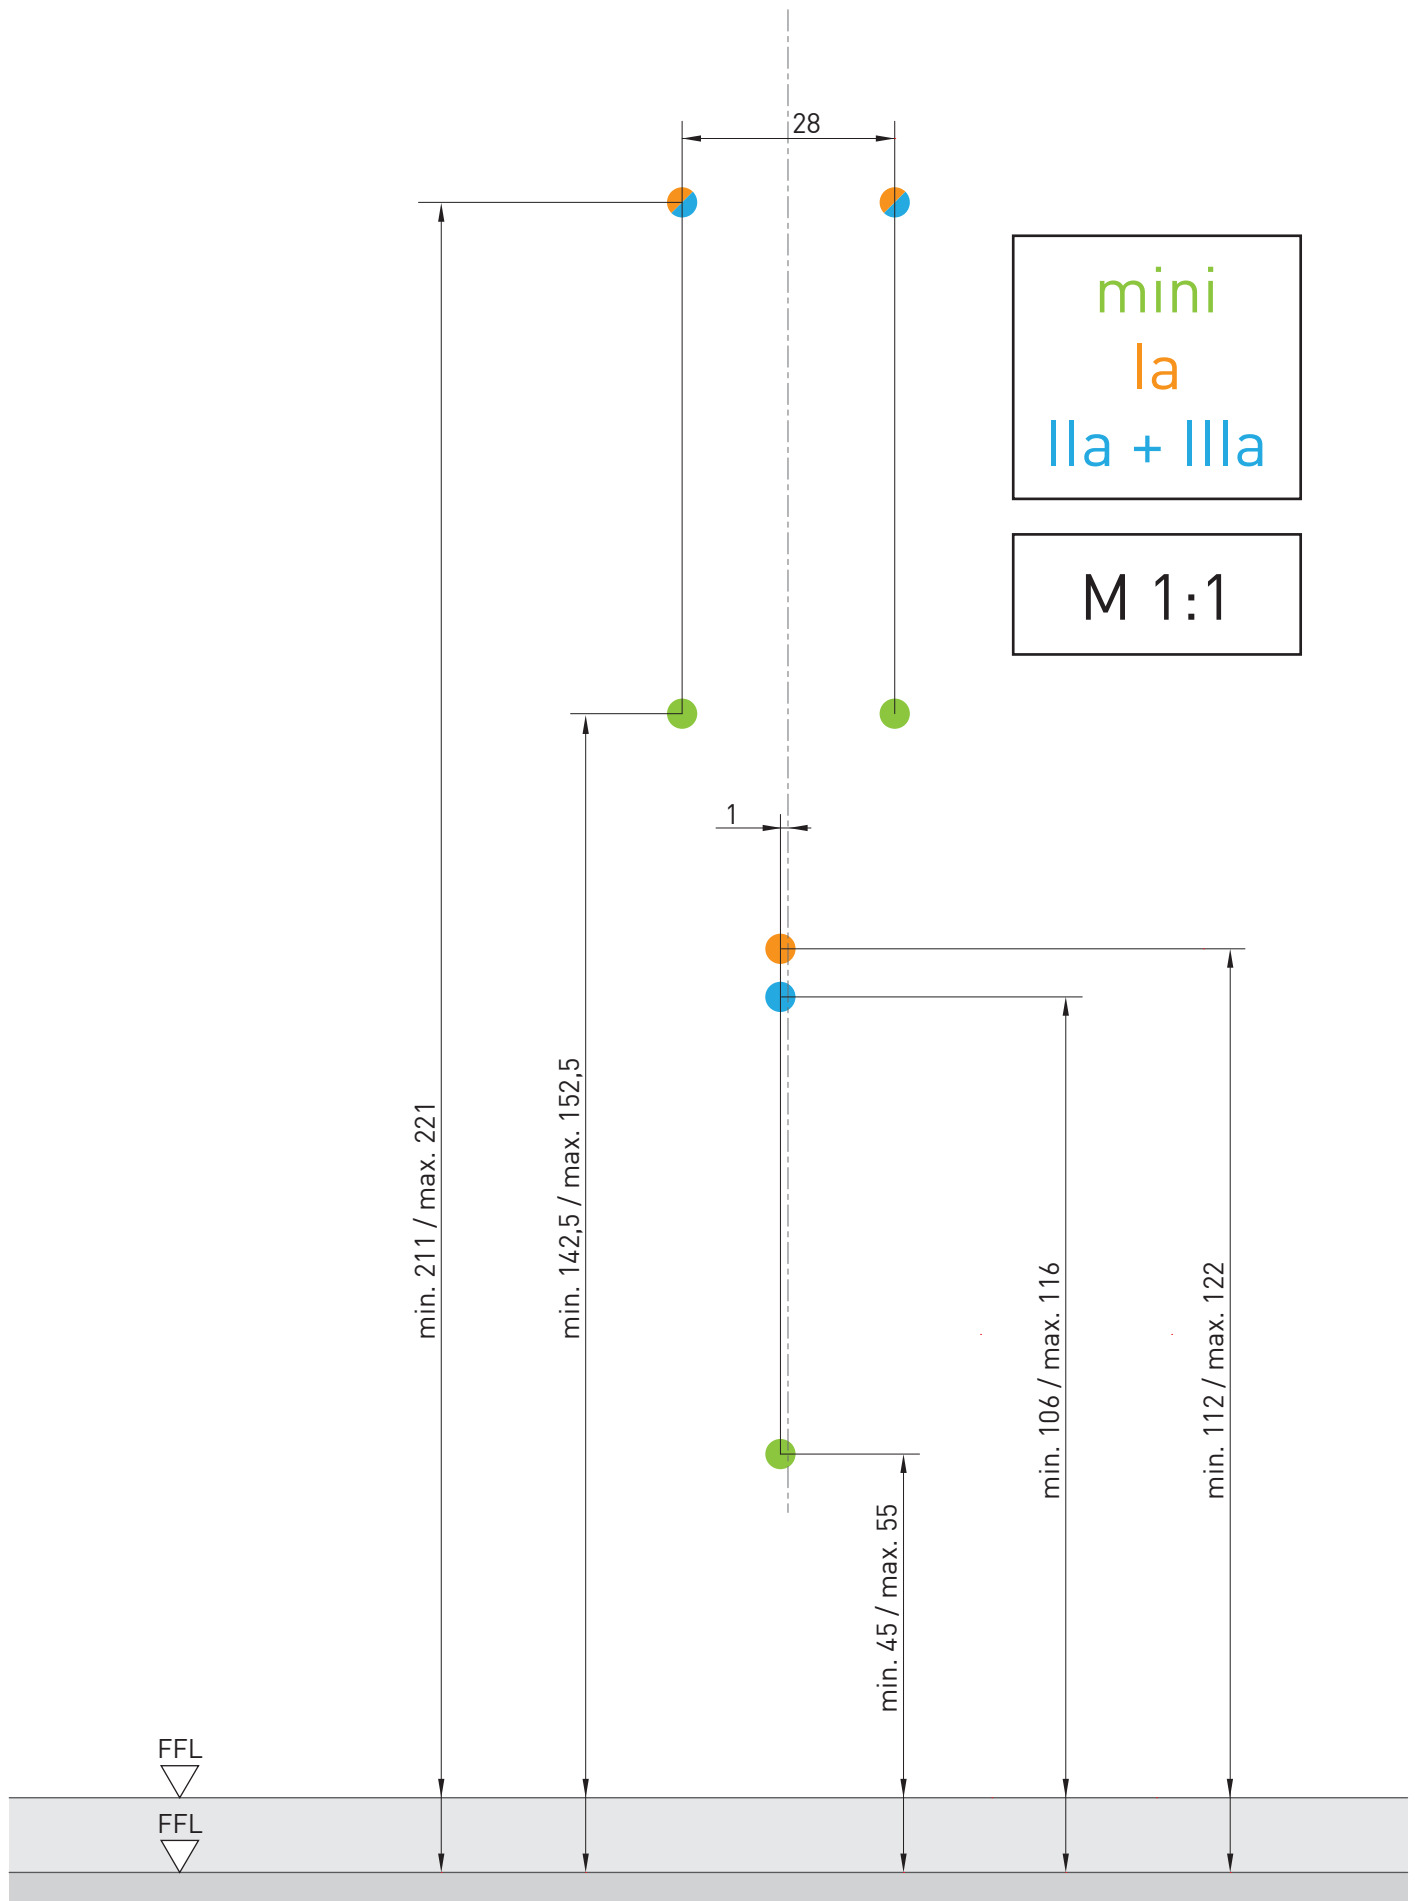 28
mini
Ia
IIa + IIIa
M 1:1
1
min. 211 / max. 221
min. 142,5 / max. 152,5
min. 106 / max. 116
min. 112 / max. 122
min. 45 / max. 55
FFL
FFL